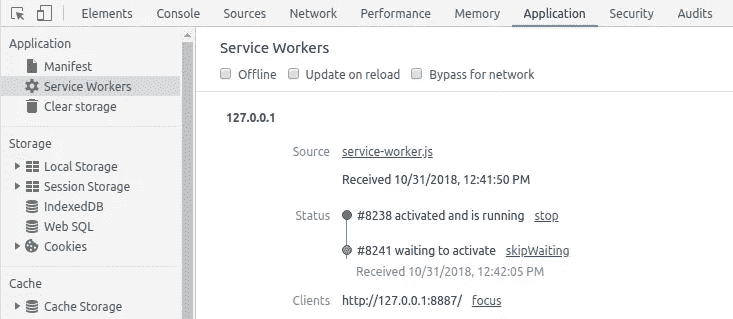 Elements Console Sources Network Performance Memory Application Security Audits
Application
Manifest
Service Workers
Clear storage
Storage
Local Storage
Session Storage
IndexedDB
Web SQL
Cookies
Cache
Cache Storage
Service Workers
Offline Update on reload Bypass for network
127.0.0.1
Source service-worker.js
Received 10/31/2018, 12:41:50 PM
Status #8238 activated and is running stop
#8241 waiting to activate skipWaiting
Received 10/31/2018, 12:42:05 PM
Clients http://127.0.0.1:8887/ focus